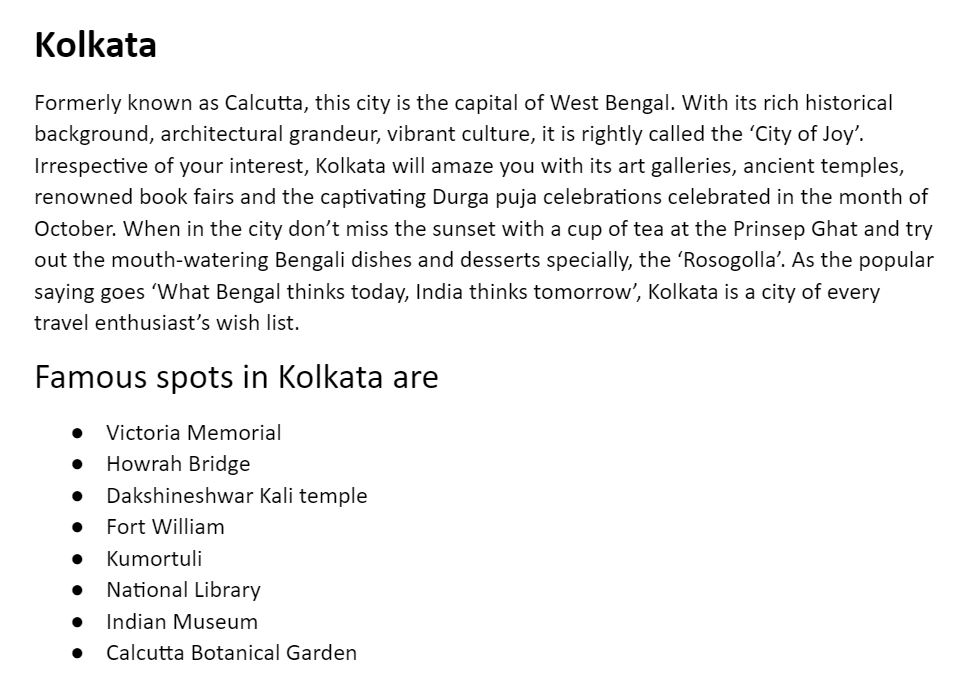 Kolkata
Formerly known as Calcutta, this city is the capital of West Bengal. With its rich historical
background, architectural grandeur, vibrant culture, it is rightly called the ‘City of Joy’.
Irrespective of your interest, Kolkata will amaze you with its art galleries, ancient temples,
renowned book fairs and the captivating Durga puja celebrations celebrated in the month of
October. When in the city don’t miss the sunset with a cup of tea at the Prinsep Ghat and try
out the mouth-watering Bengali dishes and desserts specially, the ‘Rosogolla’. As the popular
saying goes ‘What Bengal thinks today, India thinks tomorrow’, Kolkata is a city of every
travel enthusiast’s wish list.
Famous spots in Kolkata are
● Victoria Memorial
● Howrah Bridge
● Dakshineshwar Kali temple
● Fort William
● Kumortuli
● National Library
● Indian Museum
● Calcutta Botanical Garden